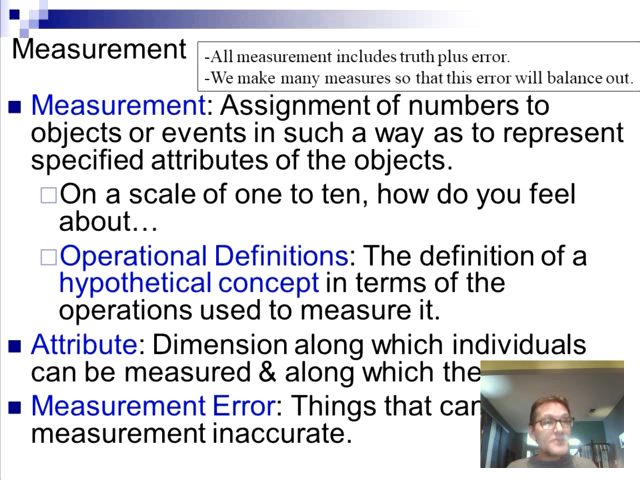 Measurement
-All measurement includes truth plus error.
-We make many measures so that this error will balance out.
Measurement: Assignment of numbers to
objects or events in such a way as to represent
specified attributes of the objects.
On a scale of one to ten, how do you feel
about…
Operational Definitions: The definition of a
hypothetical concept in terms of the
operations used to measure it.
Attribute: Dimension along which individuals
can be measured & along which the
Measurement Error: Things that can
measurement inaccurate.